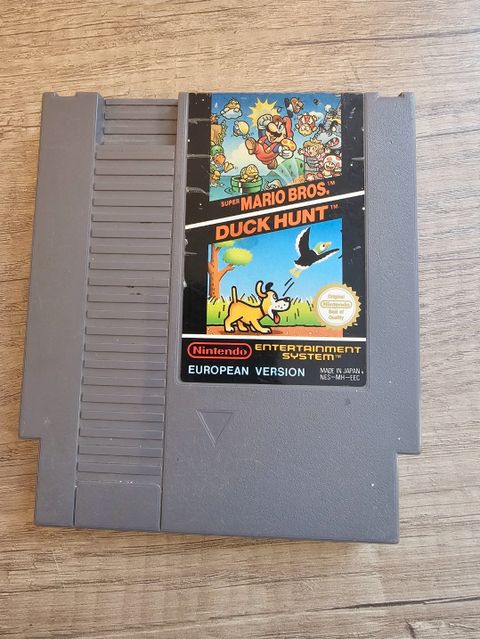 SUPER MARIO BROS.™
DUCK HUNT™
Original
Nintendo
Seal of
Quality
Nintendo ENTERTAINMENT
SYSTEM™
EUROPEAN VERSION
MADE IN JAPAN
NES-MH-EEC